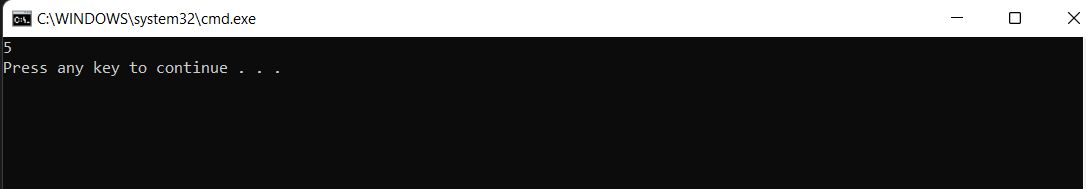 C:\WINDOWS\system32\cmd.exe
5
Press any key to continue . . .